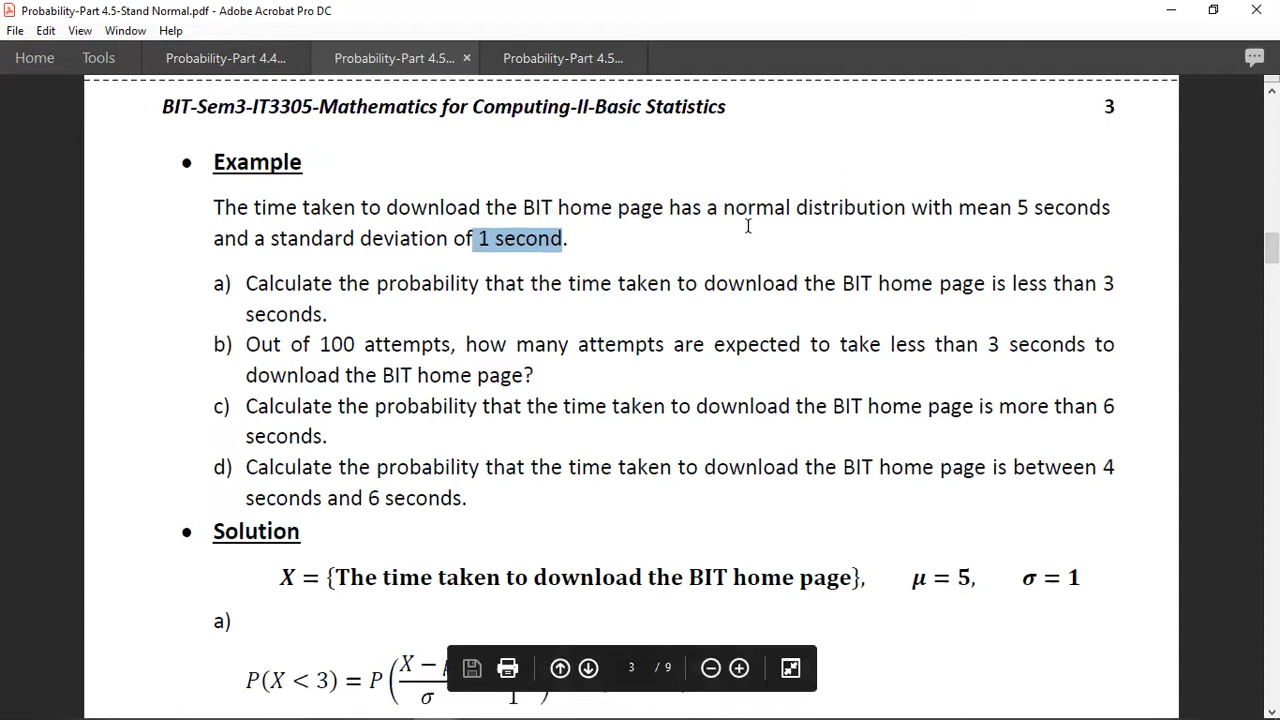 Probability-Part 4.5-Stand Normal.pdf - Adobe Acrobat Pro DC
File Edit View Window Help
Home Tools Probability-Part 4.4... Probability-Part 4.5... × Probability-Part 4.5...
BIT-Sem3-IT3305-Mathematics for Computing-II-Basic Statistics 3
• Example
The time taken to download the BIT home page has a normal distribution with mean 5 seconds
and a standard deviation of 1 second.
a) Calculate the probability that the time taken to download the BIT home page is less than 3
seconds.
b) Out of 100 attempts, how many attempts are expected to take less than 3 seconds to
download the BIT home page?
c) Calculate the probability that the time taken to download the BIT home page is more than 6
seconds.
d) Calculate the probability that the time taken to download the BIT home page is between 4
seconds and 6 seconds.
• Solution
X = {The time taken to download the BIT home page}, μ = 5, σ = 1
a)
P(X < 3) = P(X −
σ 1
3 / 9